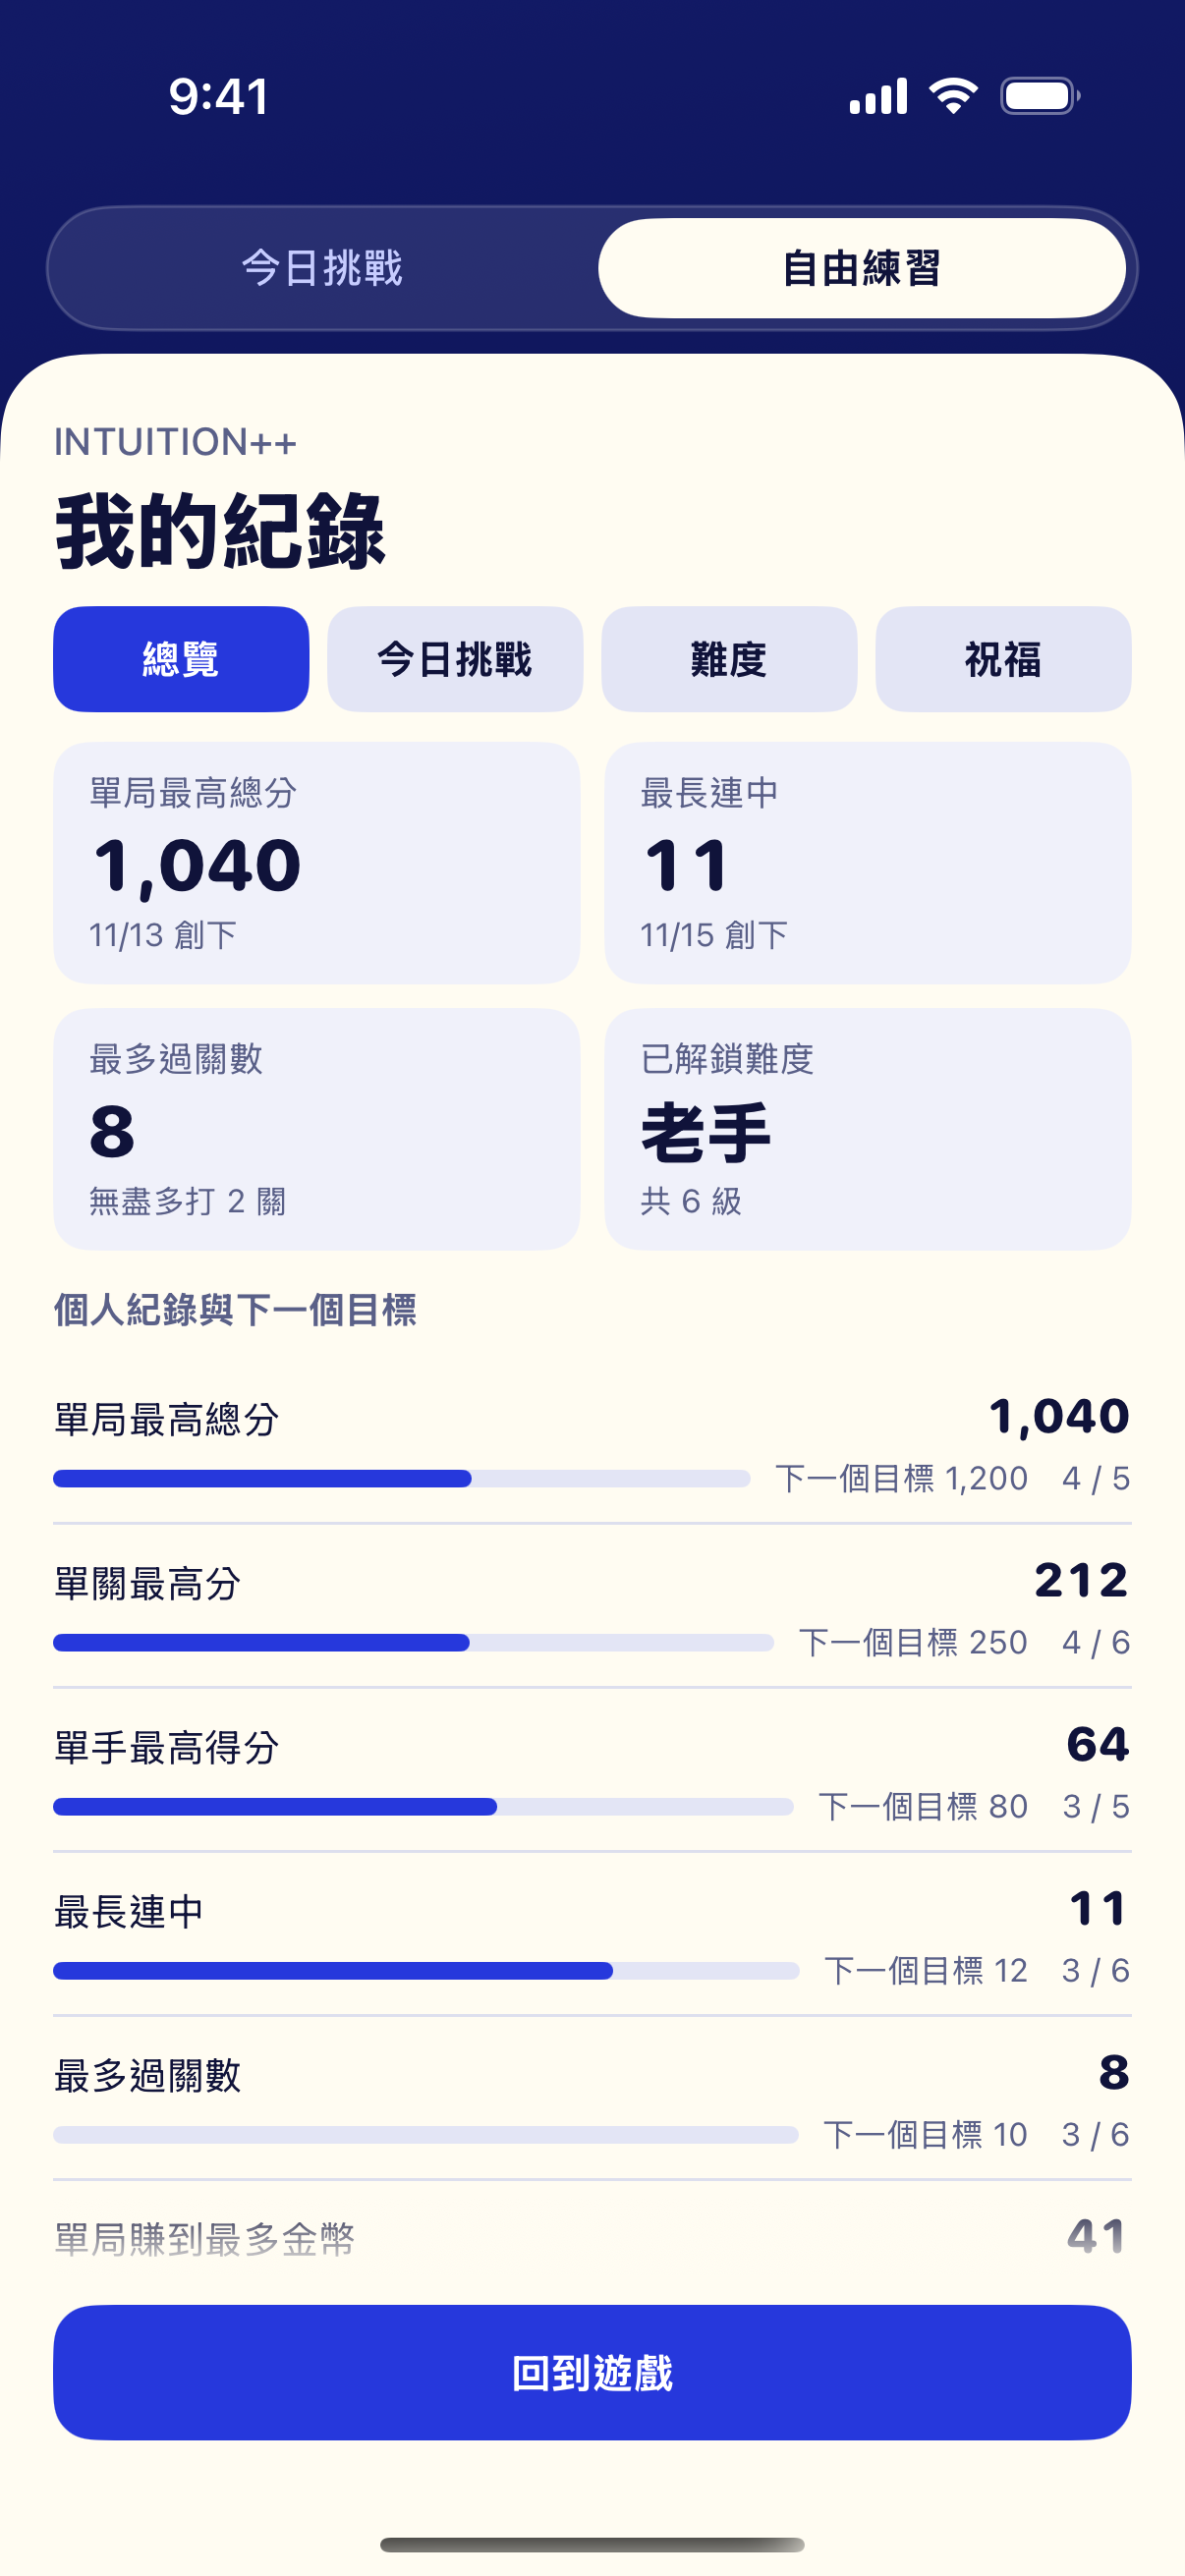 9:41
今日挑戰 自由練習
INTUITION++
我的紀錄
總覽 今日挑戰 難度 祝福
單局最高總分 最長連中
1,040 11
11/13 創下 11/15 創下
最多過關數 已解鎖難度
8 老手
無盡多打 2 關 共 6 級
個人紀錄與下一個目標
單局最高總分 1,040
下一個目標 1,200 4 / 5
單關最高分 212
下一個目標 250 4 / 6
單手最高得分 64
下一個目標 80 3 / 5
最長連中 11
下一個目標 12 3 / 6
最多過關數 8
下一個目標 10 3 / 6
單局賺到最多金幣 41
回到遊戲